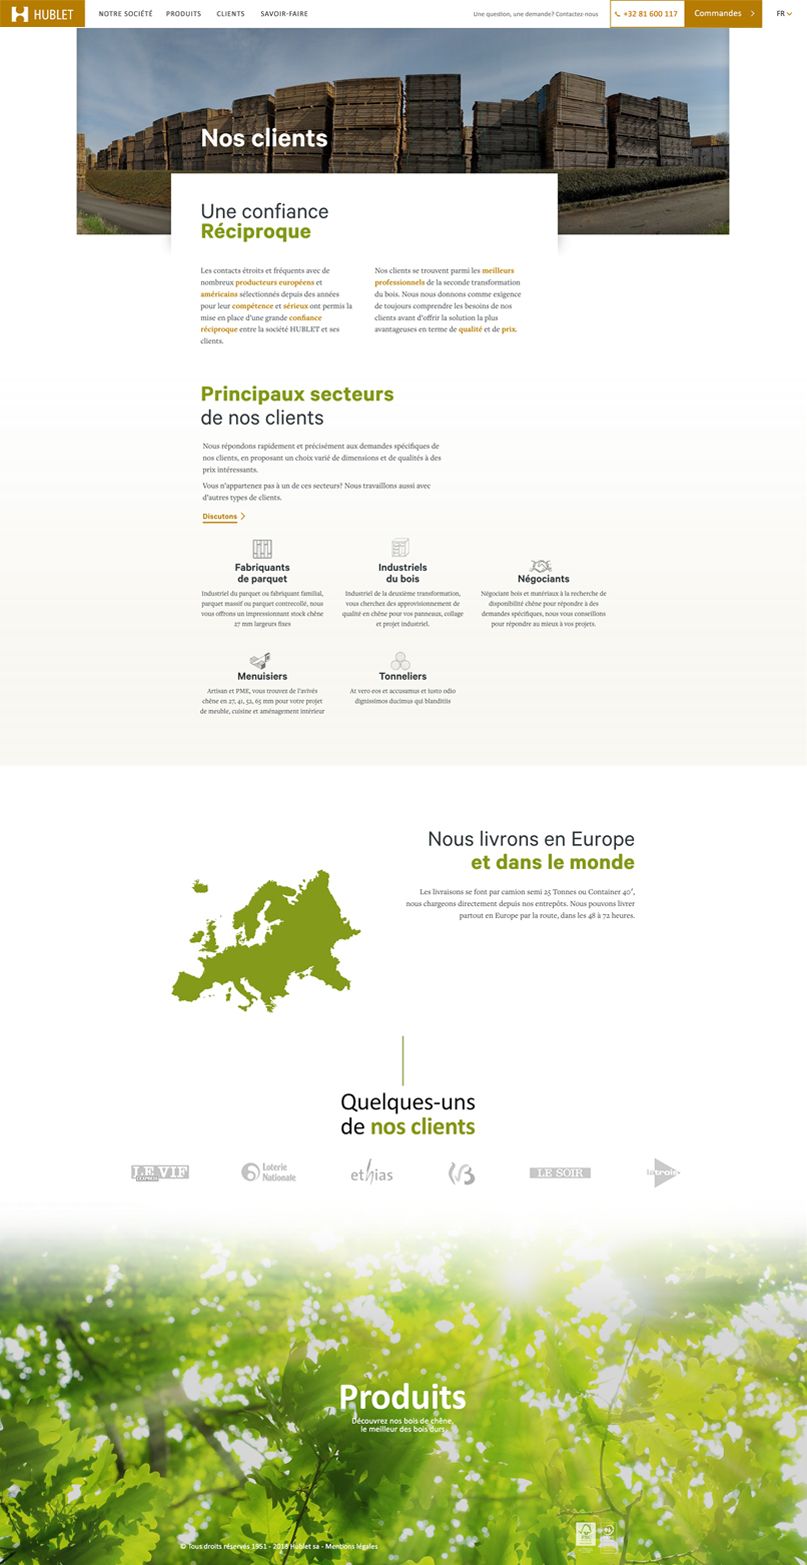 HUBLET
NOTRE SOCIÉTÉ
PRODUITS
CLIENTS
SAVOIR-FAIRE
Une question, une demande? Contactez-nous
+32 81 600 117
Commandes
FR
Nos clients
Une confiance
Réciproque
Les contacts étroits et fréquents avec de
nombreux producteurs européens et
américains sélectionnés depuis des années
pour leur compétence et sérieux ont permis la
mise en place d'une grande confiance
réciproque entre la société HUBLET et ses
clients.
Nos clients se trouvent parmi les meilleurs
professionnels de la seconde transformation
du bois. Nous nous donnons comme exigence
de toujours comprendre les besoins de nos
clients avant d'offrir la solution la plus
avantageuses en terme de qualité et de prix.
Principaux secteurs
de nos clients
Nous répondons rapidement et précisément aux demandes spécifiques de
nos clients, en proposant un choix varié de dimensions et de qualités à des
prix intéressants.
Vous n'appartenez pas à un de ces secteurs? Nous travaillons aussi avec
d'autres types de clients.
Discutons
Fabriquants
de parquet
Industriel du parquet ou fabriquant familial,
parquet massif ou parquet contrecollé, nous
vous offrons un impressionnant stock chêne
27 mm largeurs fixes
Industriels
du bois
Industriel de la deuxième transformation,
vous cherchez des approvisionnement de
qualité en chêne pour vos panneaux, collage
et projet industriel.
Négociants
Négociant bois et matériaux à la recherche de
disponibilité chêne pour répondre à des
demandes spécifiques, nous vous conseillons
pour répondre au mieux à vos projets.
Menuisiers
Artisan et PME, vous trouvez de l'avivés
chêne en 27, 41, 52, 65 mm pour votre projet
de meuble, cuisine et aménagement intérieur
Tonneliers
At vero eos et accusamus et iusto odio
dignissimos ducimus qui blanditiis
Nous livrons en Europe
et dans le monde
Les livraisons se font par camion semi 25 Tonnes ou Container 40′,
nous chargeons directement depuis nos entrepôts. Nous pouvons livrer
partout en Europe par la route, dans les 48 à 72 heures.
Quelques-uns
de nos clients
LE VIF
L'EXPRESS
Loterie
Nationale
ethias
LE SOIR
la trois
Produits
Découvrez nos bois de chêne,
le meilleur des bois durs
© Tous droits réservés 1951 - 2018 Hublet sa - Mentions légales
FSC